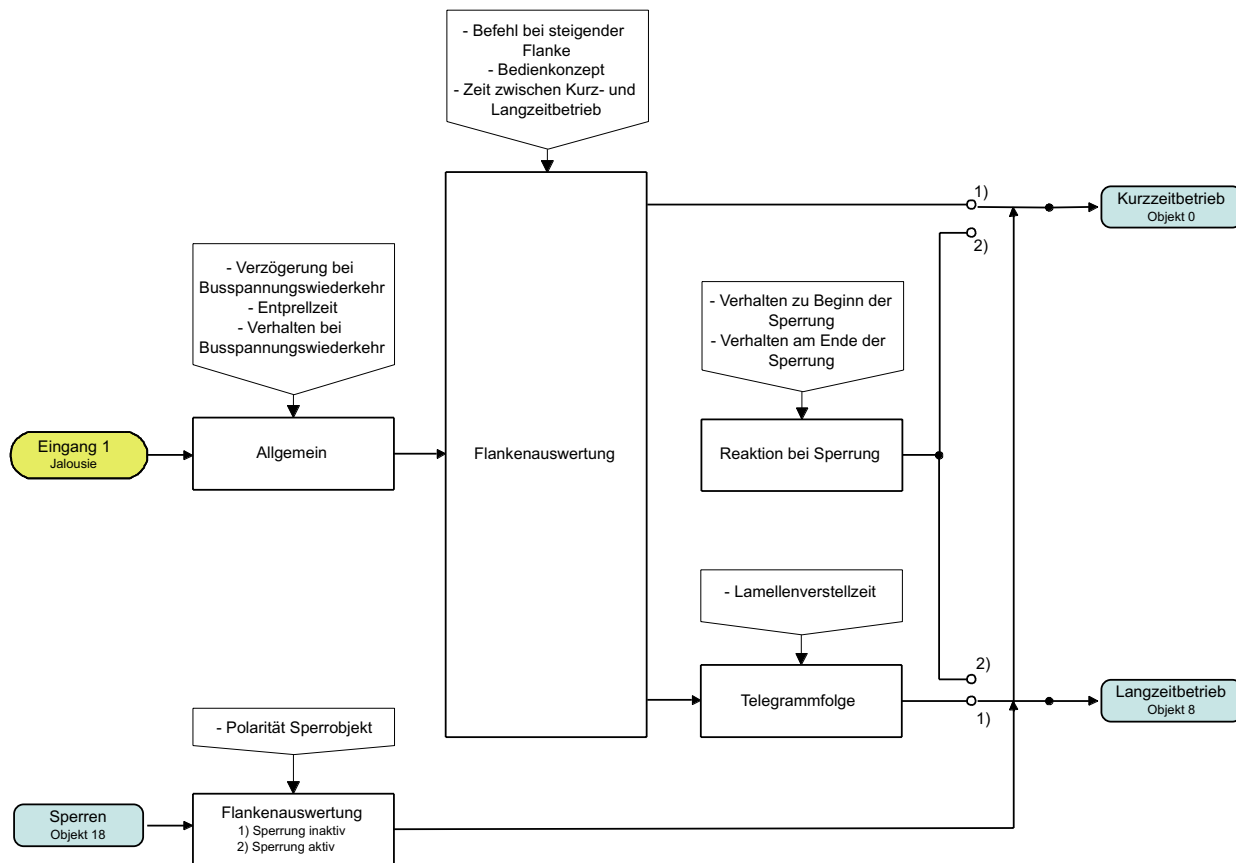 - Befehl bei steigender
Flanke
- Bedienkonzept
- Zeit zwischen Kurz- und
Langzeitbetrieb
1)
Kurzzeitbetrieb
Objekt 0
2)
- Verzögerung bei
Busspannungswiederkehr
- Entprellzeit
- Verhalten bei
Busspannungswiederkehr
- Verhalten zu Beginn der
Sperrung
- Verhalten am Ende der
Sperrung
Eingang 1
Jalousie
Allgemein
Flankenauswertung
Reaktion bei Sperrung
- Lamellenverstellzeit
2)
Telegrammfolge
Langzeitbetrieb
Objekt 8
1)
- Polarität Sperrobjekt
Sperren
Objekt 18
Flankenauswertung
1) Sperrung inaktiv
2) Sperrung aktiv